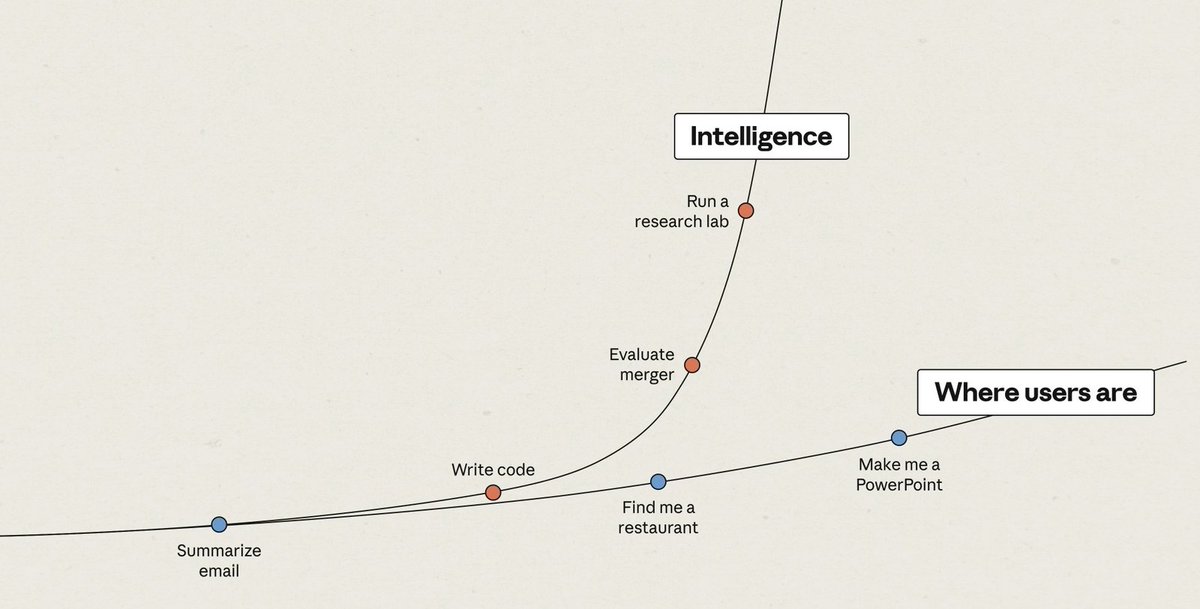 Intelligence
Run a
research lab
Evaluate
merger
Where users are
Write code
Make me a
PowerPoint
Find me a
restaurant
Summarize
email